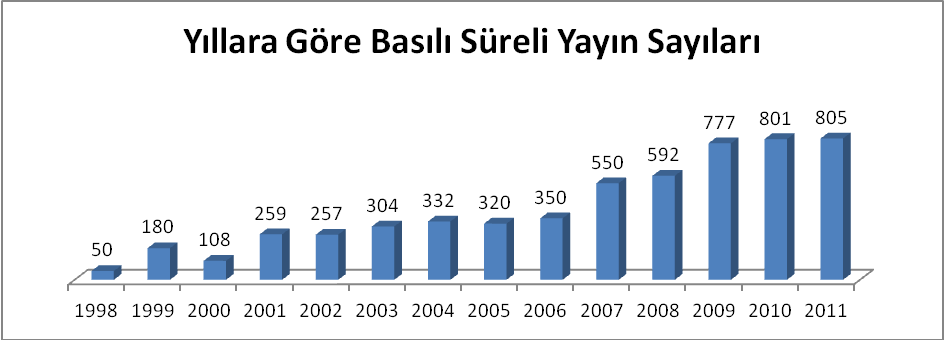 Yıllara Göre Basılı Süreli Yayın Sayıları
50 180 108 259 257 304 332 320 350 550 592 777 801 805
1998 1999 2000 2001 2002 2003 2004 2005 2006 2007 2008 2009 2010 2011